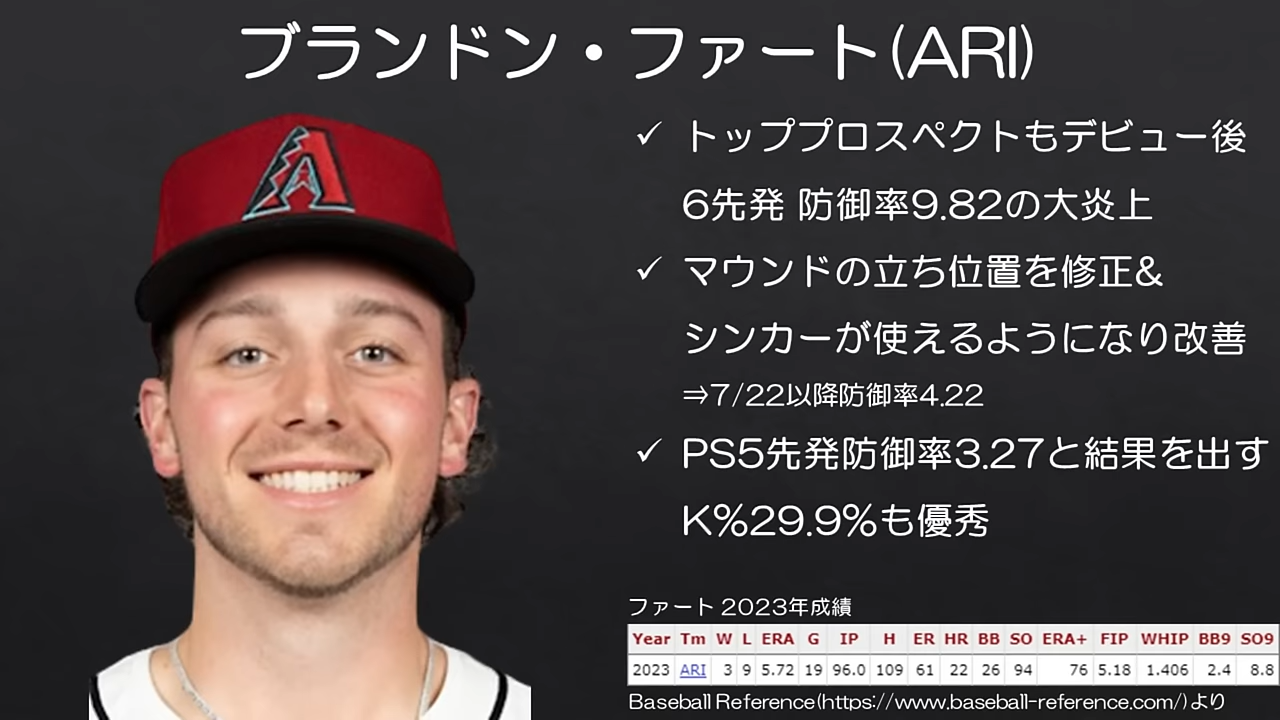 ブランドン・ファート(ARI)
✓ トッププロスペクトもデビュー後
6先発 防御率9.82の大炎上
✓ マウンドの立ち位置を修正&
シンカーが使えるようになり改善
⇒7/22以降防御率4.22
✓ PS5先発防御率3.27と結果を出す
K%29.9%も優秀
ファート 2023年成績
Year Tm W L ERA G IP H ER HR BB SO ERA+ FIP WHIP BB9 SO9
2023 ARI 3 9 5.72 19 96.0 109 61 22 26 94 76 5.18 1.406 2.4 8.8
Baseball Reference(https://www.baseball-reference.com/)より